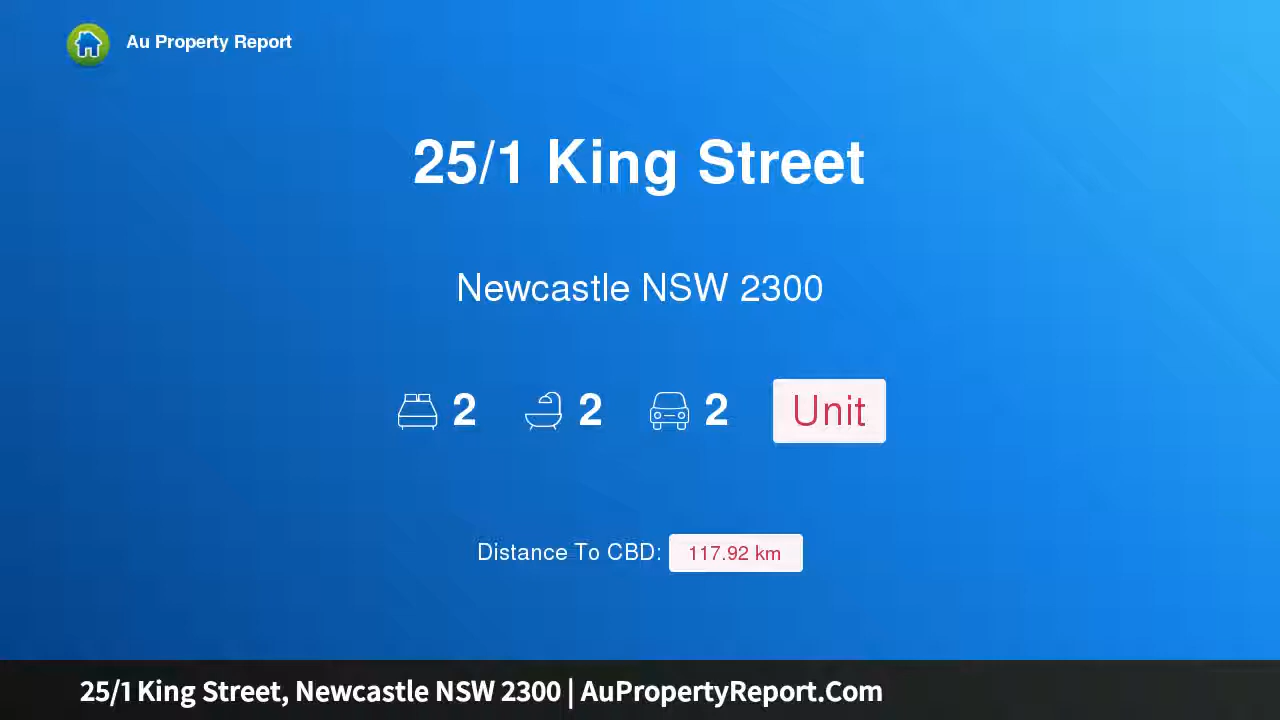 Au Property Report
25/1 King Street
Newcastle NSW 2300
2 2 2 Unit
Distance To CBD: 117.92 km
25/1 King Street, Newcastle NSW 2300 | AuPropertyReport.Com